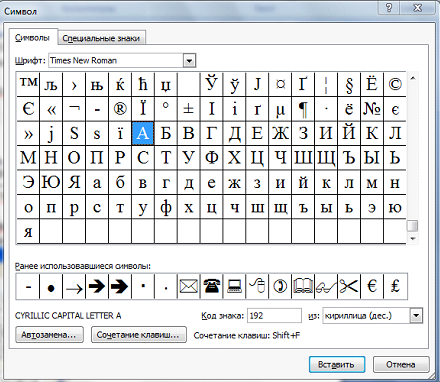 Символ
Символы Специальные знаки
Шрифт: Times New Roman
™ љ › њ ќ ћ џ Ў ў Ј ¤ Ґ ¦ § Ё ©
Є « ¬ - ® Ї ° ± І і ґ µ ¶ · ё № є
» ј Ѕ ѕ ї А Б В Г Д Е Ж З И Й К Л
М Н О П Р С Т У Ф Х Ц Ч Ш Щ Ъ Ы Ь
Э Ю Я а б в г д е ж з и й к л м н
о п р с т у ф х ц ч ш щ ъ ы ь э ю
я
Ранее использовавшиеся символы:
- ● → 🡺 🡺 · . ✉ ☎ 💻 🖰 ✆ 🕮 👓 ✂ € ₤
CYRILLIC CAPITAL LETTER A Код знака: 192 из: кириллица (дес.)
Автозамена... Сочетание клавиш... Сочетание клавиш: Shift+F
Вставить Отмена